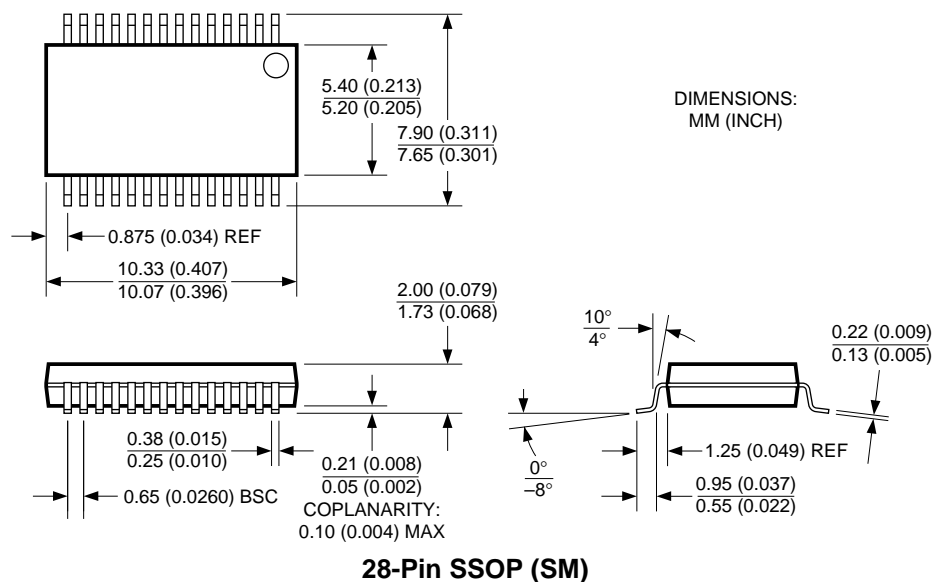 5.40 (0.213)
5.20 (0.205)
7.90 (0.311)
7.65 (0.301)
DIMENSIONS:
MM (INCH)
0.875 (0.034) REF
10.33 (0.407)
10.07 (0.396)
2.00 (0.079)
1.73 (0.068)
10°
4°
0.22 (0.009)
0.13 (0.005)
0.38 (0.015)
0.25 (0.010)
0.21 (0.008)
0.05 (0.002)
0°
–8°
1.25 (0.049) REF
0.65 (0.0260) BSC
COPLANARITY:
0.10 (0.004) MAX
0.95 (0.037)
0.55 (0.022)
28-Pin SSOP (SM)